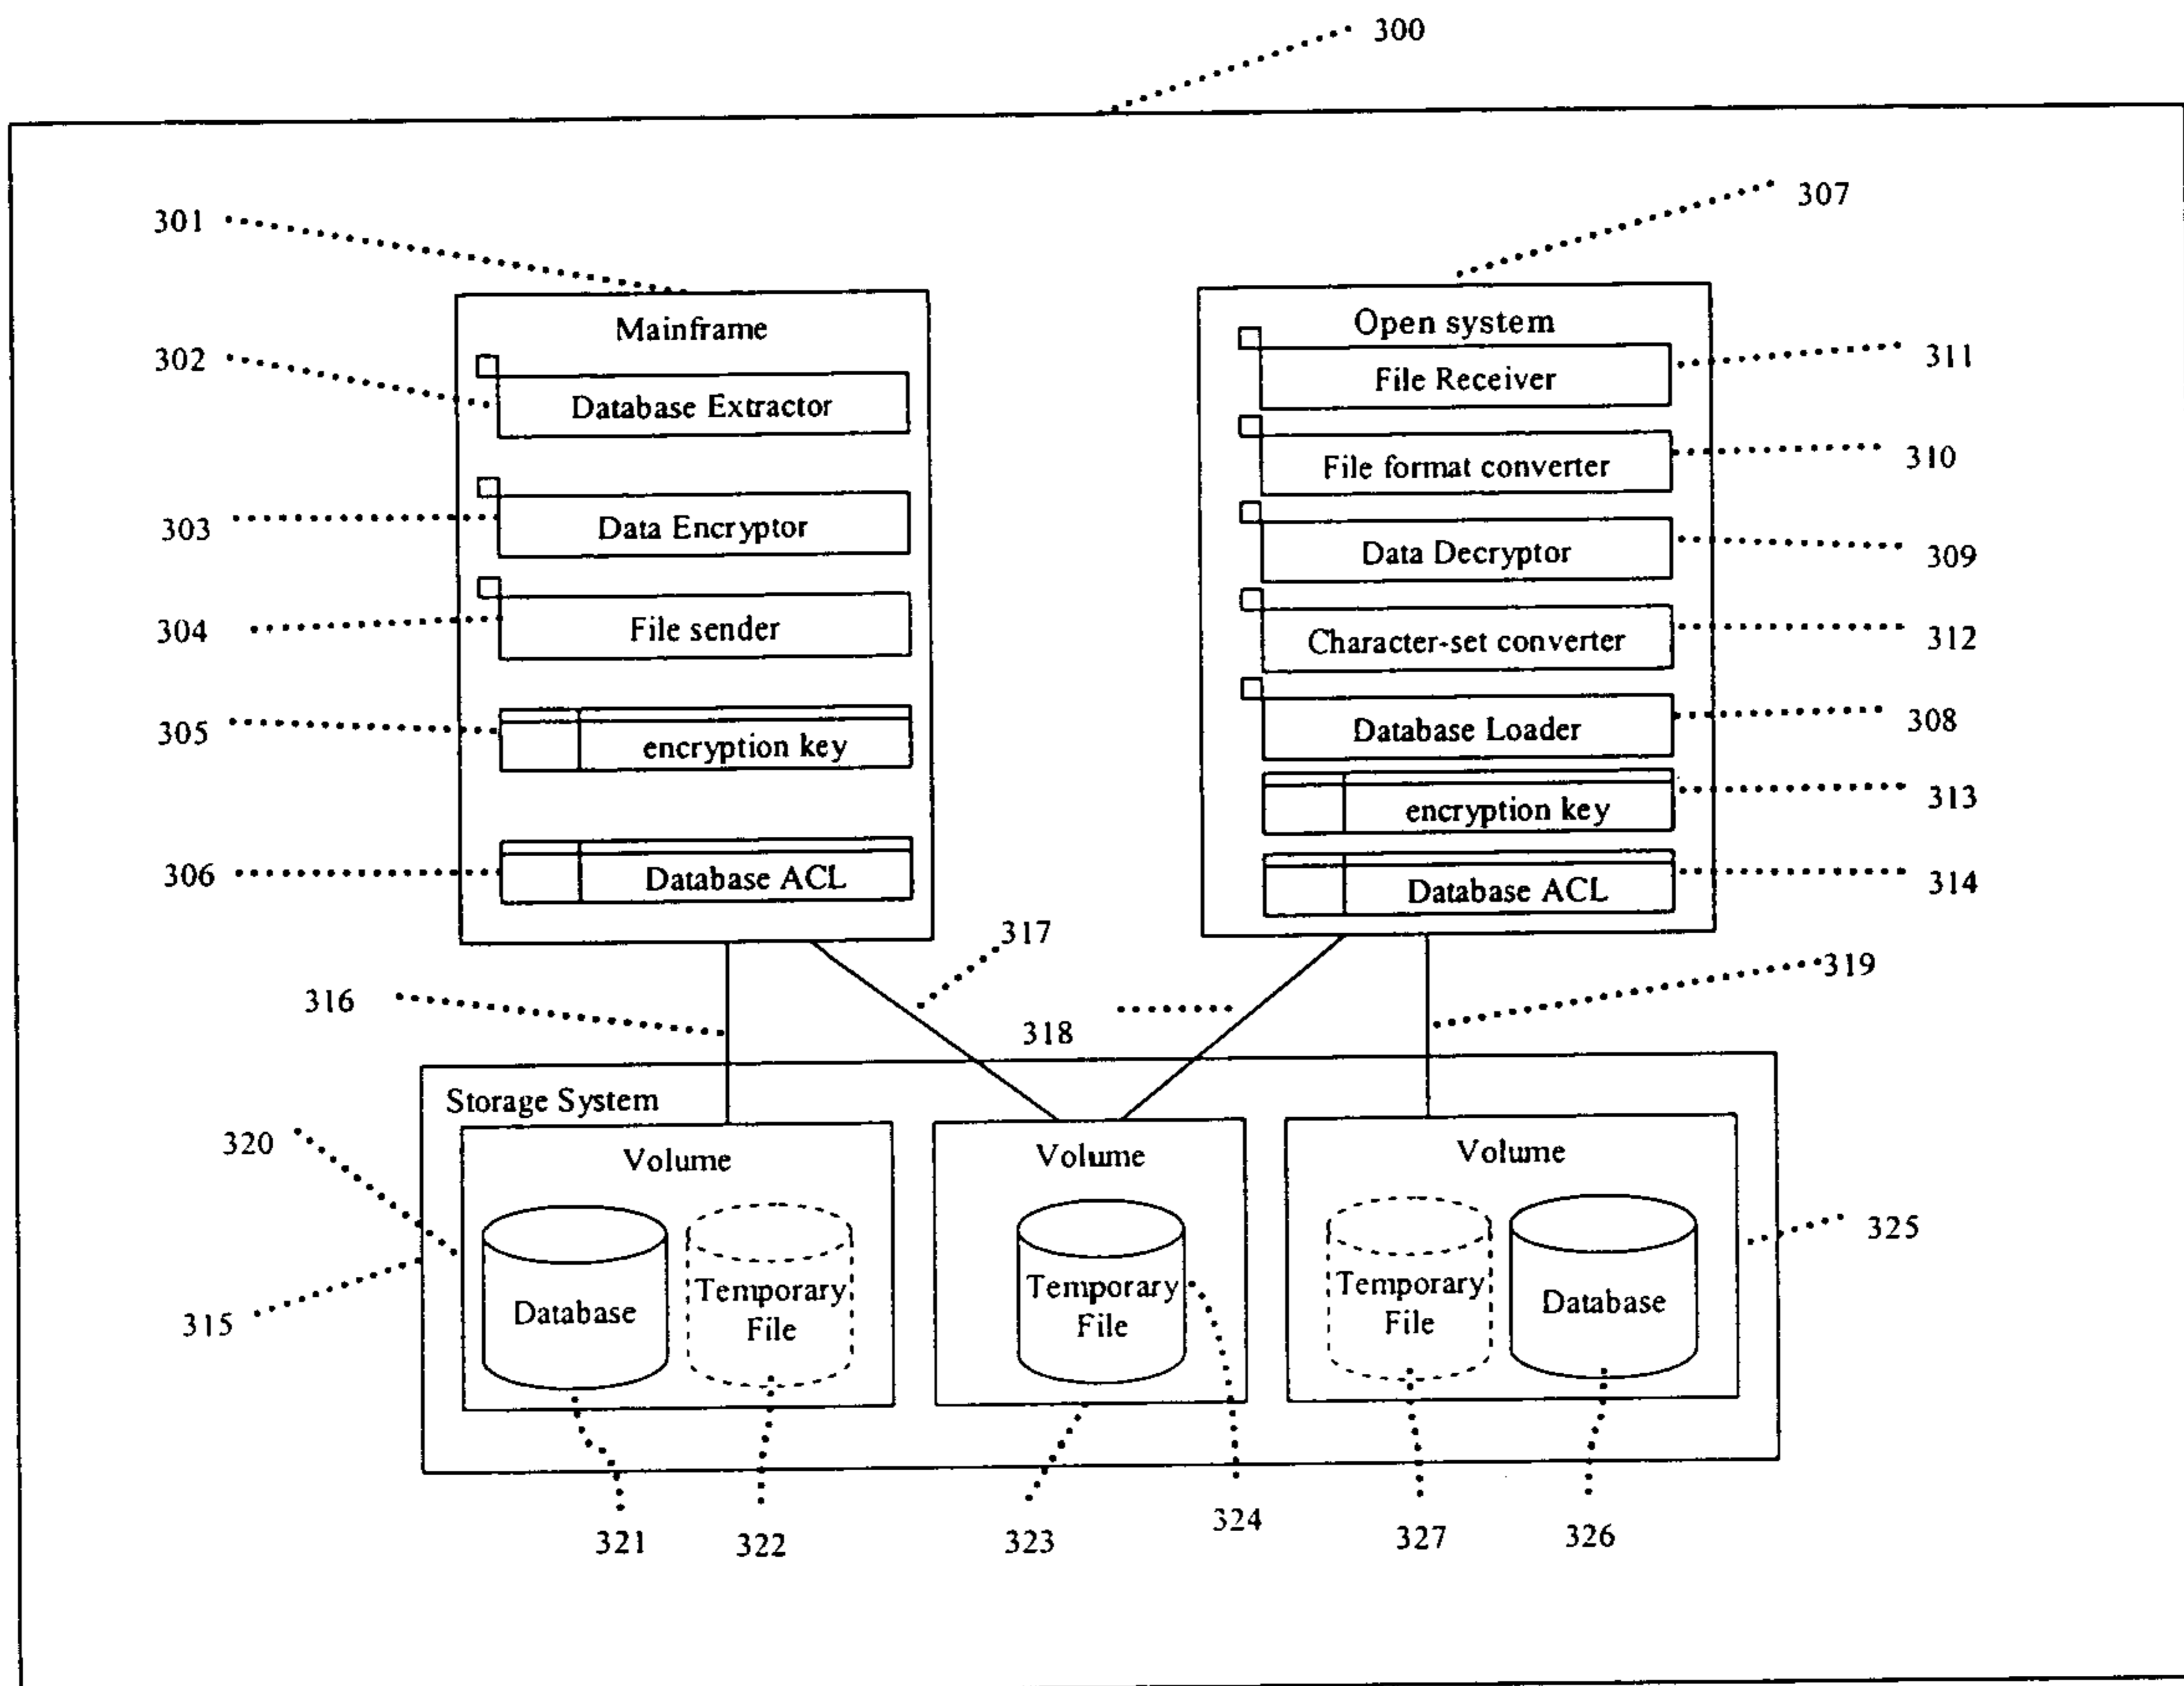 300
301
307
Mainframe
Open system
302
Database Extractor
File Receiver
311
File format converter
310
303
Data Encryptor
Data Decryptor
309
304
File sender
Character-set converter
312
305
encryption key
Database Loader
308
encryption key
313
306
Database ACL
Database ACL
314
317
316
318
319
Storage System
320
Volume
Volume
Volume
325
315
Database
Temporary
File
Temporary
File
Temporary
File
Database
321
322
323
324
327
326